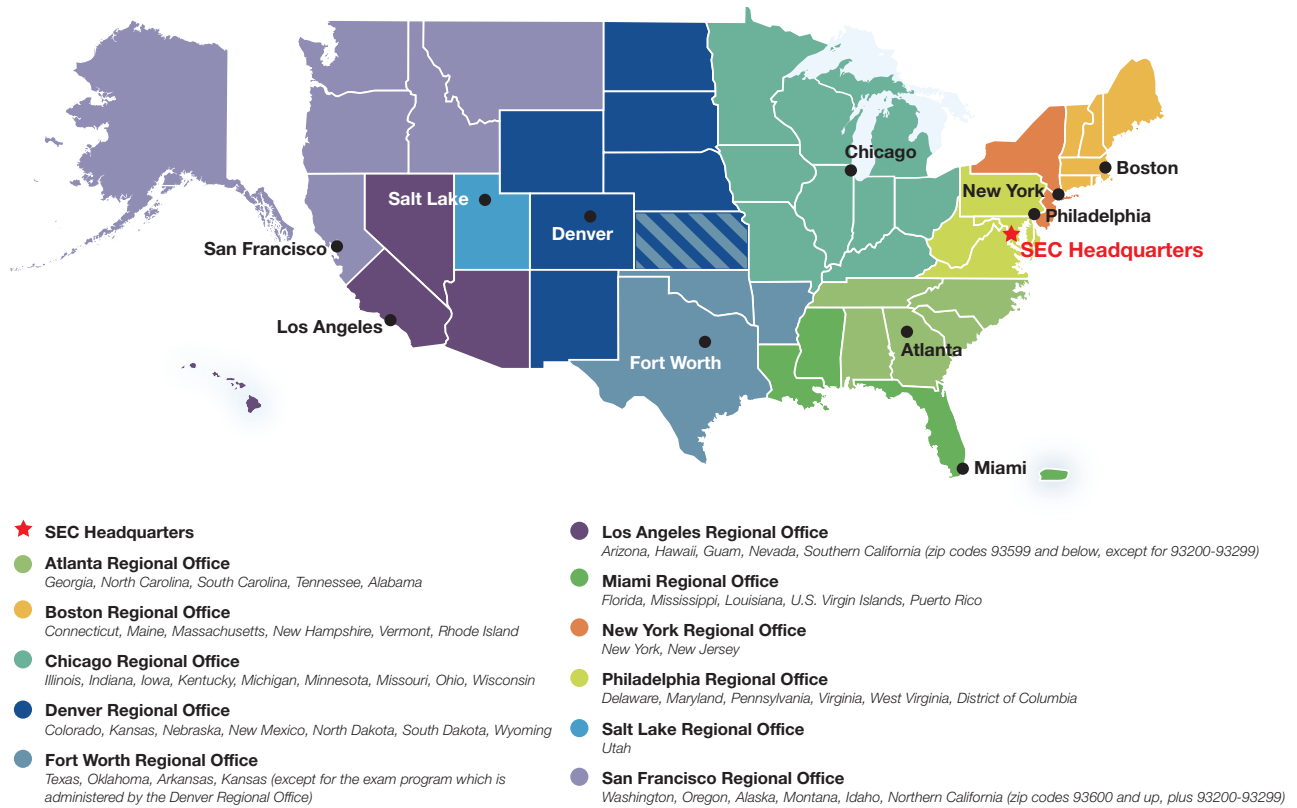 Chicago
Boston
New York
Salt Lake
Philadelphia
Denver
San Francisco
SEC Headquarters
Los Angeles
Atlanta
Fort Worth
Miami
SEC Headquarters
Atlanta Regional Office
Georgia, North Carolina, South Carolina, Tennessee, Alabama
Boston Regional Office
Connecticut, Maine, Massachusetts, New Hampshire, Vermont, Rhode Island
Chicago Regional Office
Illinois, Indiana, Iowa, Kentucky, Michigan, Minnesota, Missouri, Ohio, Wisconsin
Denver Regional Office
Colorado, Kansas, Nebraska, New Mexico, North Dakota, South Dakota, Wyoming
Fort Worth Regional Office
Texas, Oklahoma, Arkansas, Kansas (except for the exam program which is
administered by the Denver Regional Office)
Los Angeles Regional Office
Arizona, Hawaii, Guam, Nevada, Southern California (zip codes 93599 and below, except for 93200-93299)
Miami Regional Office
Florida, Mississippi, Louisiana, U.S. Virgin Islands, Puerto Rico
New York Regional Office
New York, New Jersey
Philadelphia Regional Office
Delaware, Maryland, Pennsylvania, Virginia, West Virginia, District of Columbia
Salt Lake Regional Office
Utah
San Francisco Regional Office
Washington, Oregon, Alaska, Montana, Idaho, Northern California (zip codes 93600 and up, plus 93200-93299)